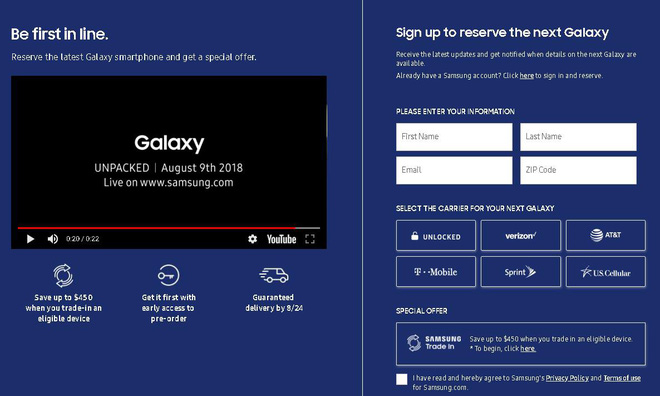 Be first in line.
Reserve the latest Galaxy smartphone and get a special offer.
Galaxy
UNPACKED | August 9th 2018
Live on www.samsung.com
0:20 / 0:22
YouTube
Save up to $450
when you trade-in an
eligible device
Get it first with
early access to
pre-order
Guaranteed
delivery by 8/24
Sign up to reserve the next Galaxy
Receive the latest updates and get notified when details on the next Galaxy are
available.
Already have a Samsung account? Click here to sign in and reserve.
PLEASE ENTER YOUR INFORMATION
First Name
Last Name
Email
ZIP Code
SELECT THE CARRIER FOR YOUR NEXT GALAXY
UNLOCKED
verizon
AT&T
T··Mobile
Sprint
U.S. Cellular
SPECIAL OFFER
SAMSUNG
Trade In
Save up to $450 when you trade in an eligible device.
* To begin, click here.
I have read and hereby agree to Samsung's Privacy Policy and Terms of use
for Samsung.com.